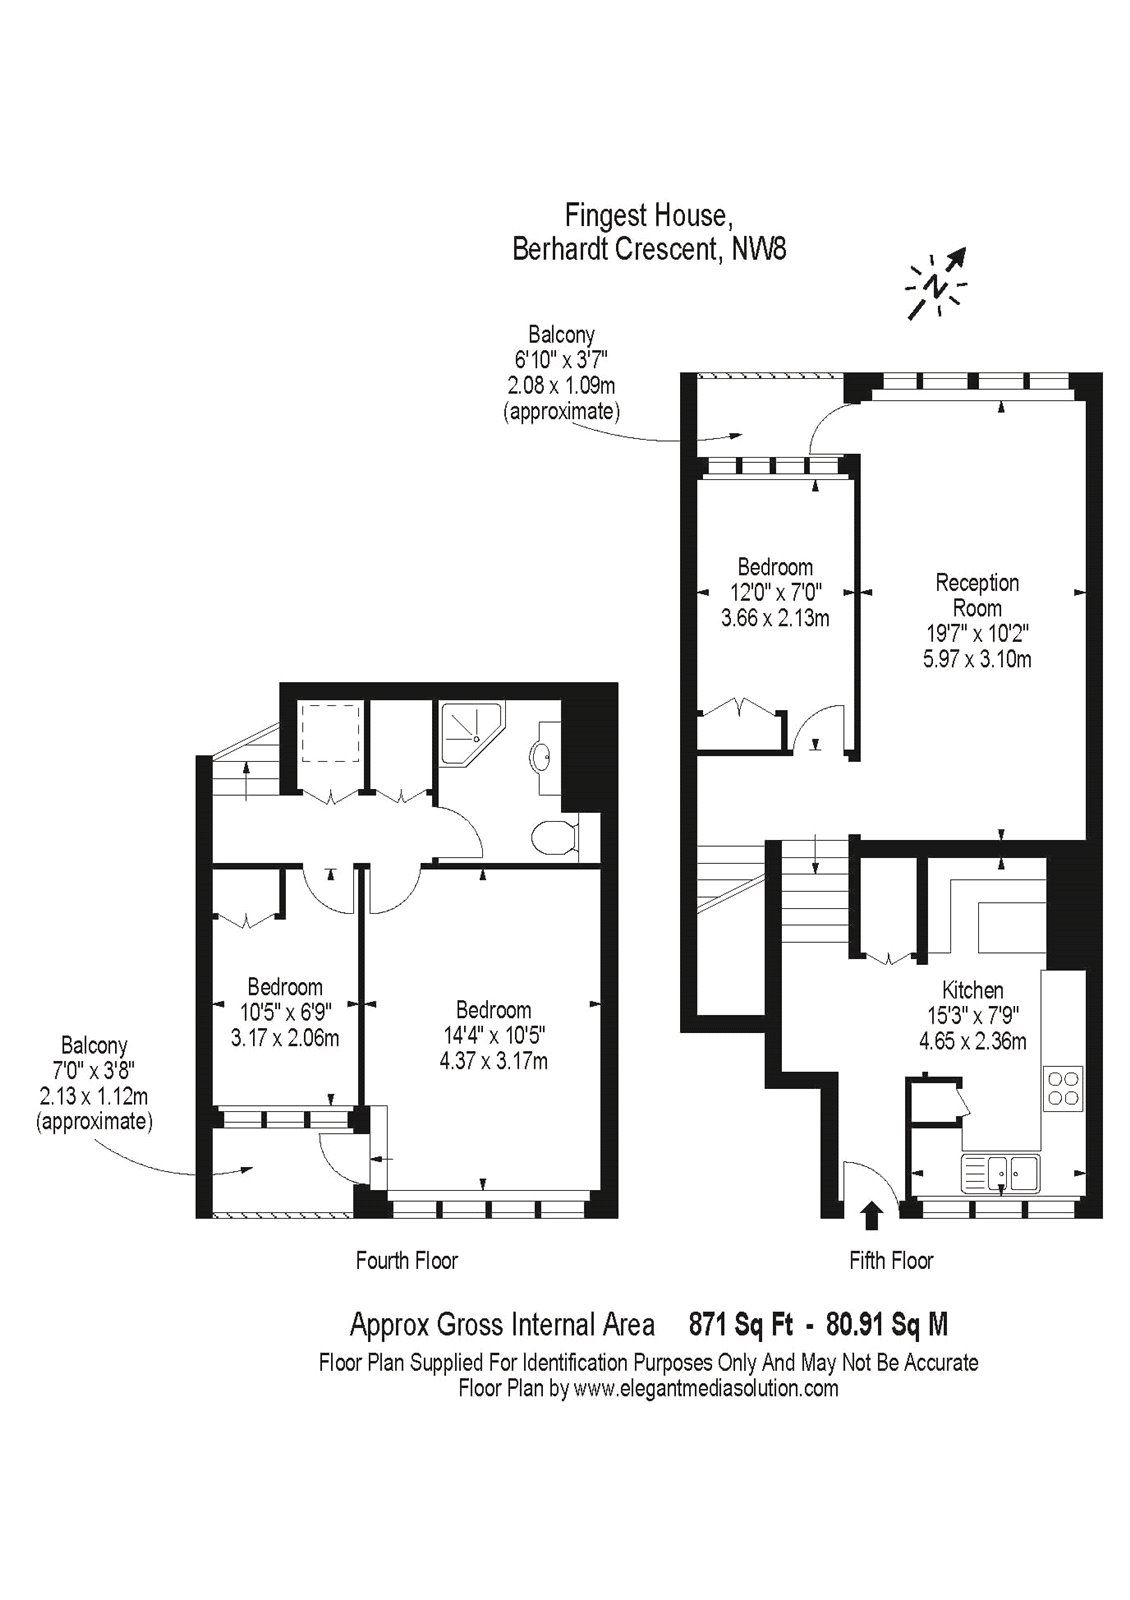 Fingest House,
Berhardt Crescent, NW8
N
Balcony
6'10" x 3'7"
2.08 x 1.09m
(approximate)
Bedroom
12'0" x 7'0"
3.66 x 2.13m
Reception
Room
19'7" x 10'2"
5.97 x 3.10m
Kitchen
15'3" x 7'9"
4.65 x 2.36m
Bedroom
10'5" x 6'9"
3.17 x 2.06m
Bedroom
14'4" x 10'5"
4.37 x 3.17m
Balcony
7'0" x 3'8"
2.13 x 1.12m
(approximate)
Fourth Floor
Fifth Floor
Approx Gross Internal Area 871 Sq Ft - 80.91 Sq M
Floor Plan Supplied For Identification Purposes Only And May Not Be Accurate
Floor Plan by www.elegantmediasolution.com